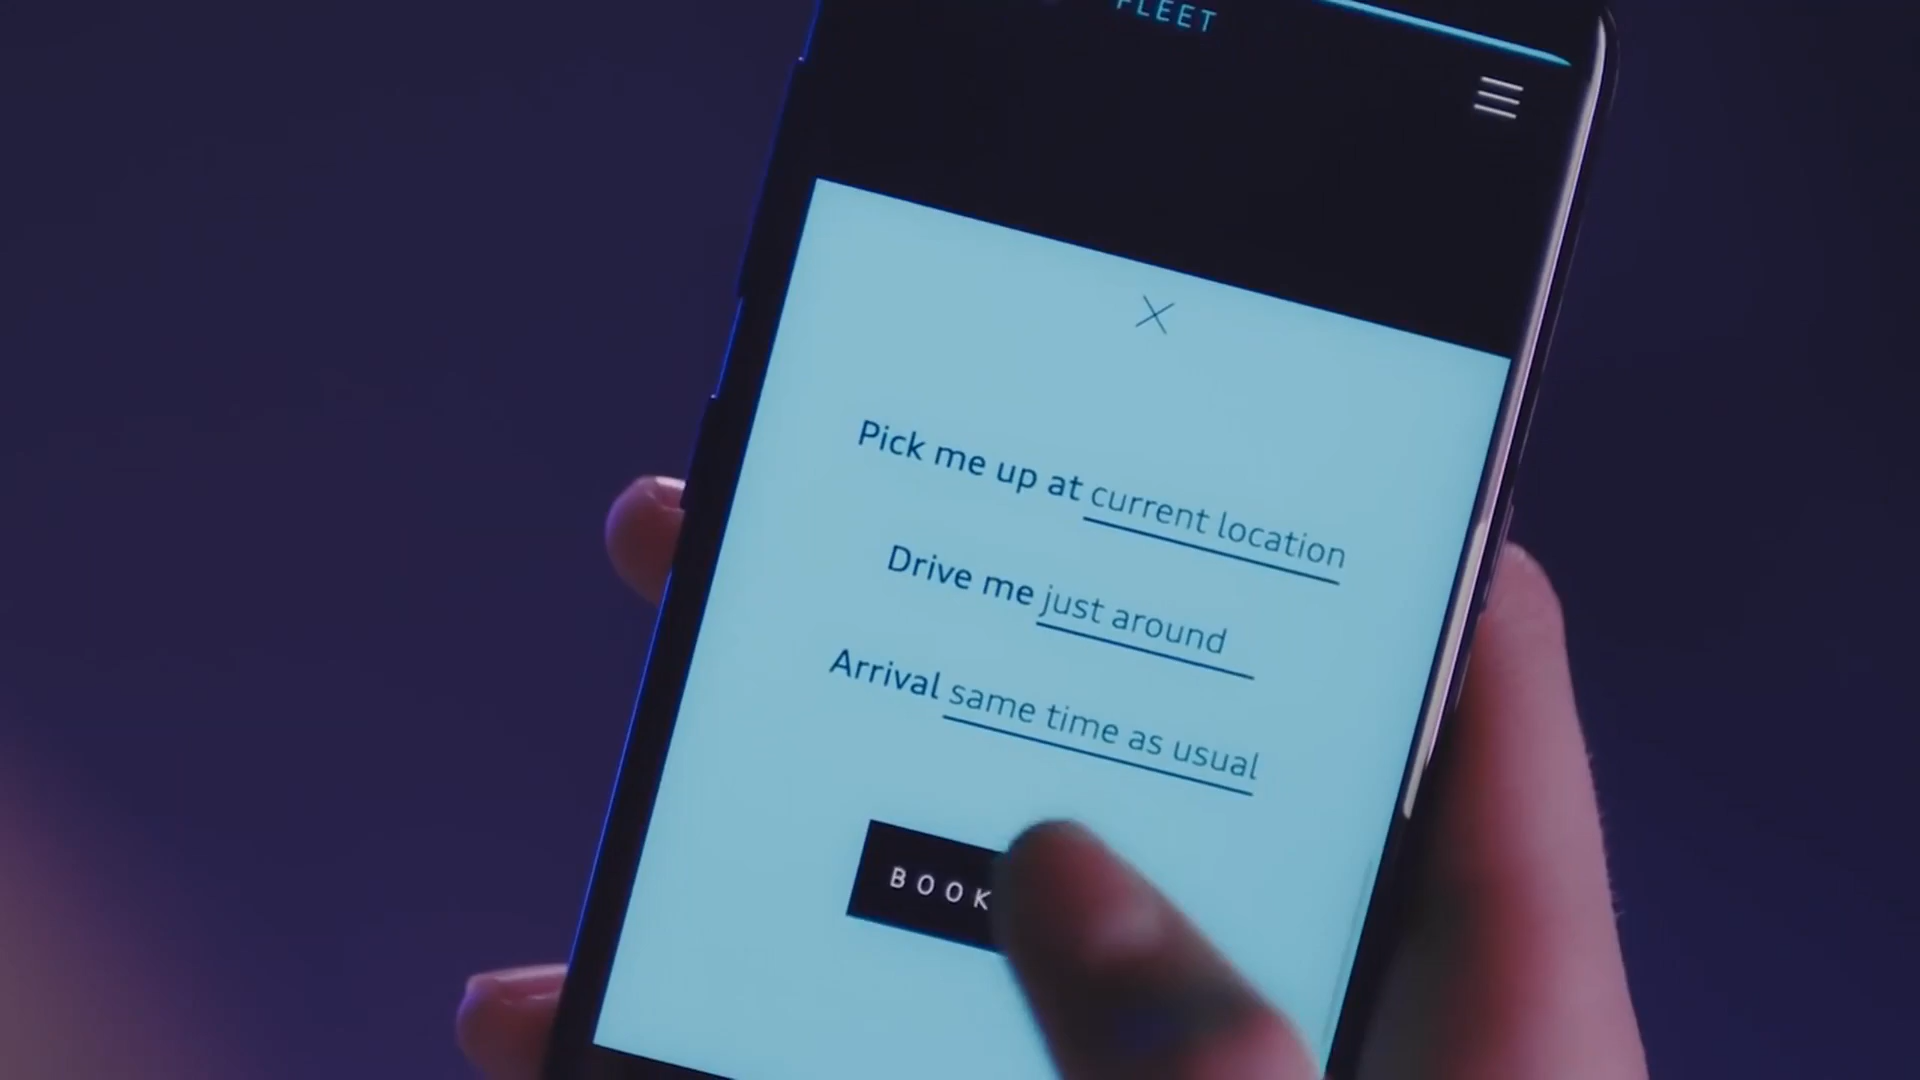 FLEET
Pick me up at current location
Drive me just around
Arrival same time as usual
BOOK